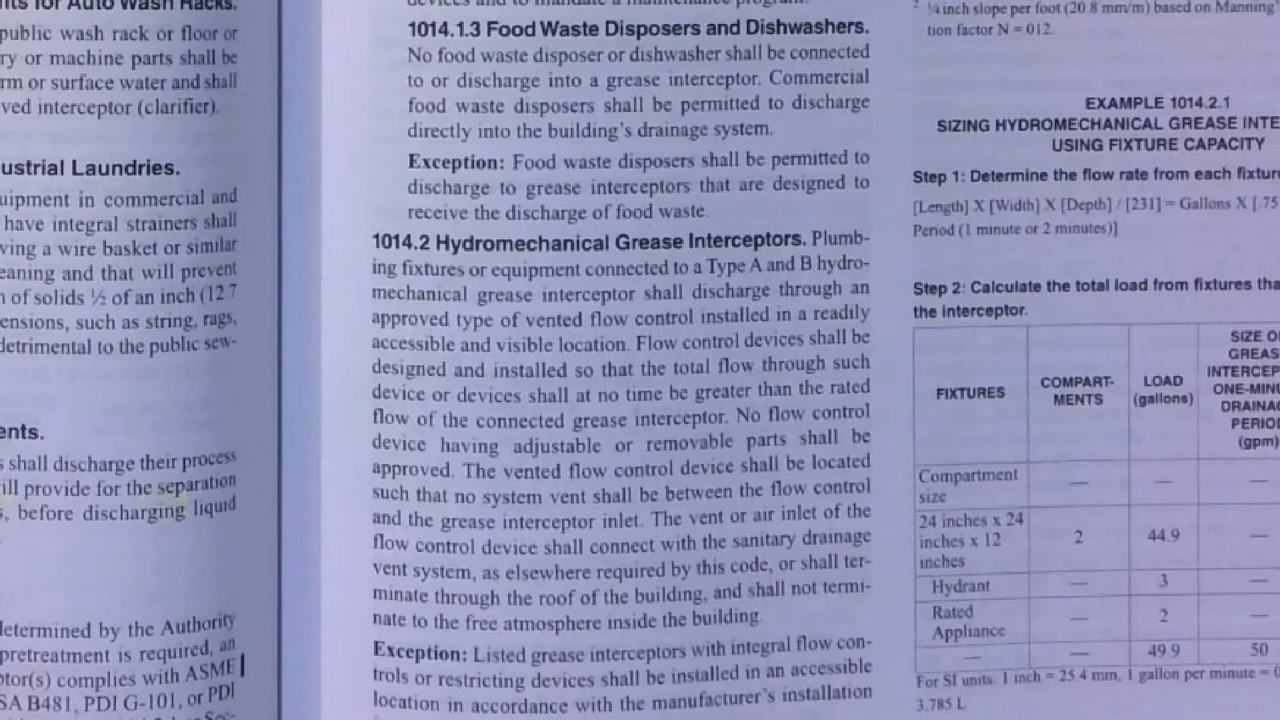 nts for Auto Wash Racks.
public wash rack or floor or
ry or machine parts shall be
rm or surface water and shall
ved interceptor (clarifier).
ustrial Laundries.
uipment in commercial and
have integral strainers shall
ving a wire basket or similar
eaning and that will prevent
n of solids ½ of an inch (12 7
ensions, such as string, rags,
detrimental to the public sew-
ents.
s shall discharge their process
ill provide for the separation
s, before discharging liquid
determined by the Authority
pretreatment is required, an
ptor(s) complies with ASME
SA B481, PDI G-101, or PDI
1014.1.3 Food Waste Disposers and Dishwashers.
No food waste disposer or dishwasher shall be connected
to or discharge into a grease interceptor. Commercial
food waste disposers shall be permitted to discharge
directly into the building's drainage system.
Exception: Food waste disposers shall be permitted to
discharge to grease interceptors that are designed to
receive the discharge of food waste.
1014.2 Hydromechanical Grease Interceptors. Plumb-
ing fixtures or equipment connected to a Type A and B hydro-
mechanical grease interceptor shall discharge through an
approved type of vented flow control installed in a readily
accessible and visible location. Flow control devices shall be
designed and installed so that the total flow through such
device or devices shall at no time be greater than the rated
flow of the connected grease interceptor. No flow control
device having adjustable or removable parts shall be
approved. The vented flow control device shall be located
such that no system vent shall be between the flow control
and the grease interceptor inlet. The vent or air inlet of the
flow control device shall connect with the sanitary drainage
vent system, as elsewhere required by this code, or shall ter-
minate through the roof of the building, and shall not termi-
nate to the free atmosphere inside the building.
Exception: Listed grease interceptors with integral flow con-
trols or restricting devices shall be installed in an accessible
location in accordance with the manufacturer's installation
2 ¼ inch slope per foot (20.8 mm/m) based on Manning'
tion factor N = .012.
EXAMPLE 1014.2.1
SIZING HYDROMECHANICAL GREASE INTE
USING FIXTURE CAPACITY
Step 1: Determine the flow rate from each fixture
[Length] X [Width] X [Depth] / [231] = Gallons X [.75
Period (1 minute or 2 minutes)]
Step 2: Calculate the total load from fixtures tha
the interceptor.
FIXTURES
COMPART-
MENTS
LOAD
(gallons)
SIZE O
GREAS
INTERCEP
ONE-MINU
DRAINAG
PERIOD
(gpm)
Compartment
size
— — —
24 inches x 24
inches x 12
inches
2 44.9 —
Hydrant — 3 —
Rated
Appliance
— 2 —
— — 49.9 50
For SI units: 1 inch = 25.4 mm, 1 gallon per minute = 0
3.785 L